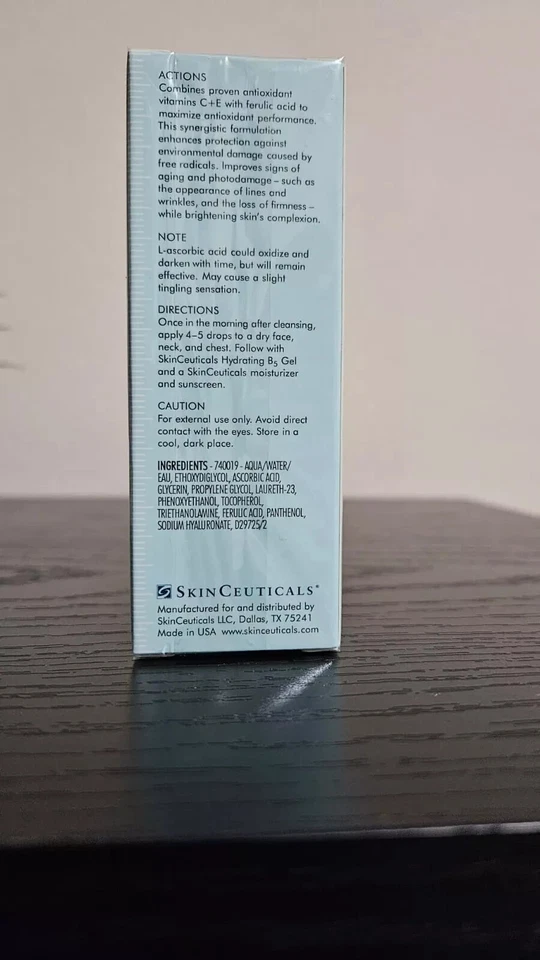 ACTIONS
Combines proven antioxidant
vitamins C+E with ferulic acid to
maximize antioxidant performance.
This synergistic formulation
enhances protection against
environmental damage caused by
free radicals. Improves signs of
aging and photodamage – such as
the appearance of lines and
wrinkles, and the loss of firmness –
while brightening skin's complexion.
NOTE
L-ascorbic acid could oxidize and
darken with time, but will remain
effective. May cause a slight
tingling sensation.
DIRECTIONS
Once in the morning after cleansing,
apply 4–5 drops to a dry face,
neck, and chest. Follow with
SkinCeuticals Hydrating B5 Gel
and a SkinCeuticals moisturizer
and sunscreen.
CAUTION
For external use only. Avoid direct
contact with the eyes. Store in a
cool, dark place.
INGREDIENTS - 740019 - AQUA/WATER/
EAU, ETHOXYDIGLYCOL, ASCORBIC ACID,
GLYCERIN, PROPYLENE GLYCOL, LAURETH-23,
PHENOXYETHANOL, TOCOPHEROL,
TRIETHANOLAMINE, FERULIC ACID, PANTHENOL,
SODIUM HYALURONATE, D29725/2
SKINCEUTICALS
Manufactured for and distributed by
SkinCeuticals LLC, Dallas, TX 75241
Made in USA www.skinceuticals.com